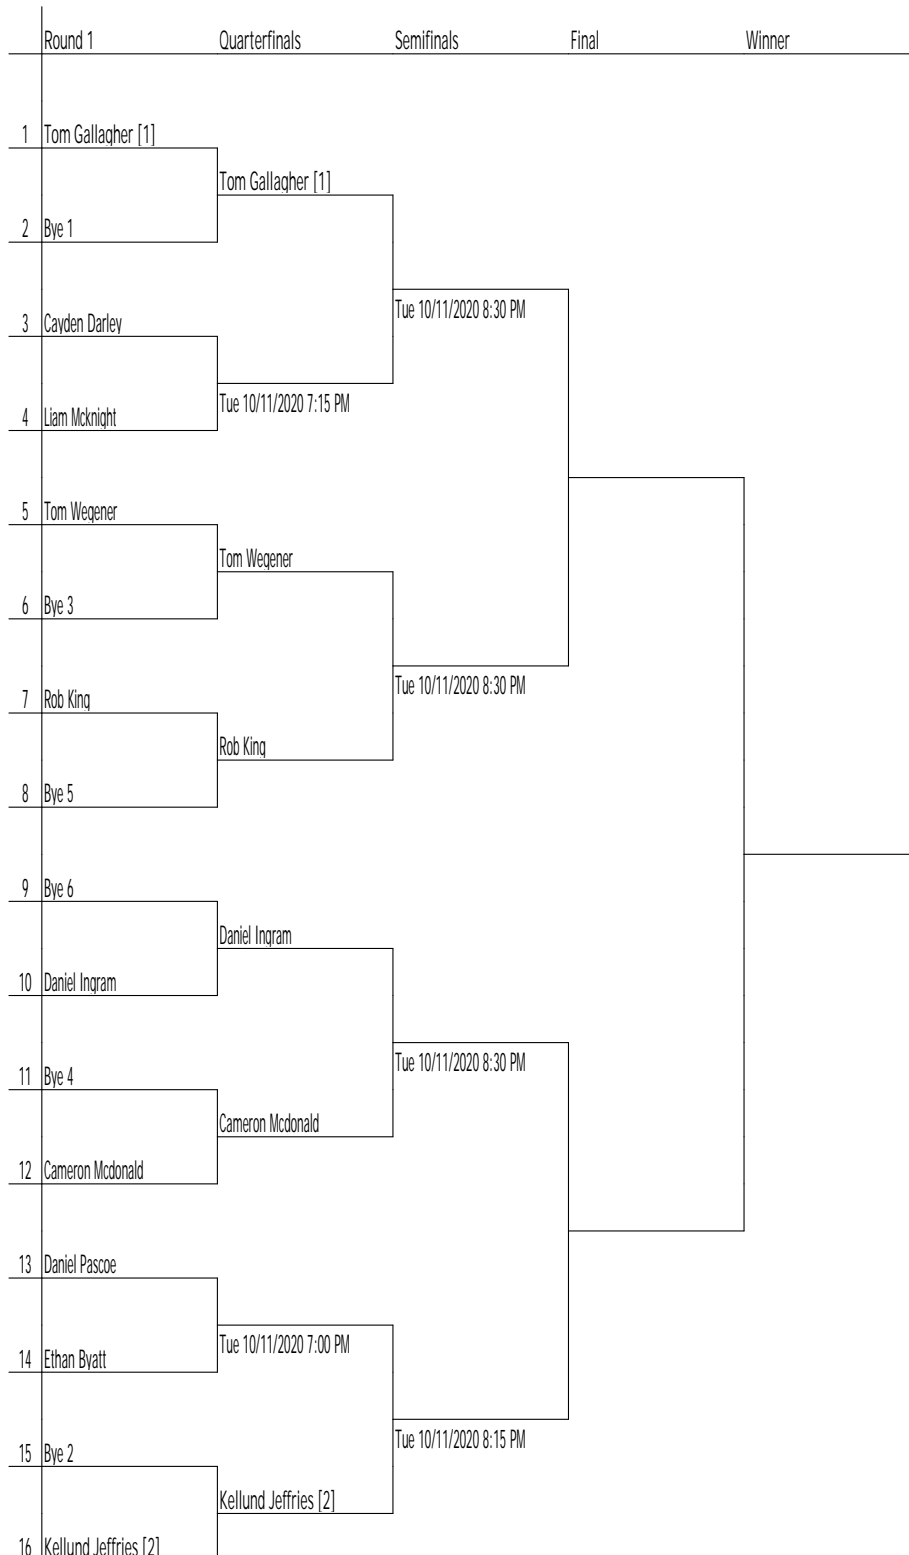 Round 1 Quarterfinals Semifinals Final Winner
1 Tom Gallagher [1]
Tom Gallagher [1]
2 Bye 1
Tue 10/11/2020 8:30 PM
3 Cayden Darley
Tue 10/11/2020 7:15 PM
4 Liam Mcknight
5 Tom Wegener
Tom Wegener
6 Bye 3
Tue 10/11/2020 8:30 PM
7 Rob King
Rob King
8 Bye 5
9 Bye 6
Daniel Ingram
10 Daniel Ingram
Tue 10/11/2020 8:30 PM
11 Bye 4
Cameron Mcdonald
12 Cameron Mcdonald
13 Daniel Pascoe
Tue 10/11/2020 7:00 PM
14 Ethan Byatt
Tue 10/11/2020 8:15 PM
15 Bye 2
Kellund Jeffries [2]
16 Kellund Jeffries [2]